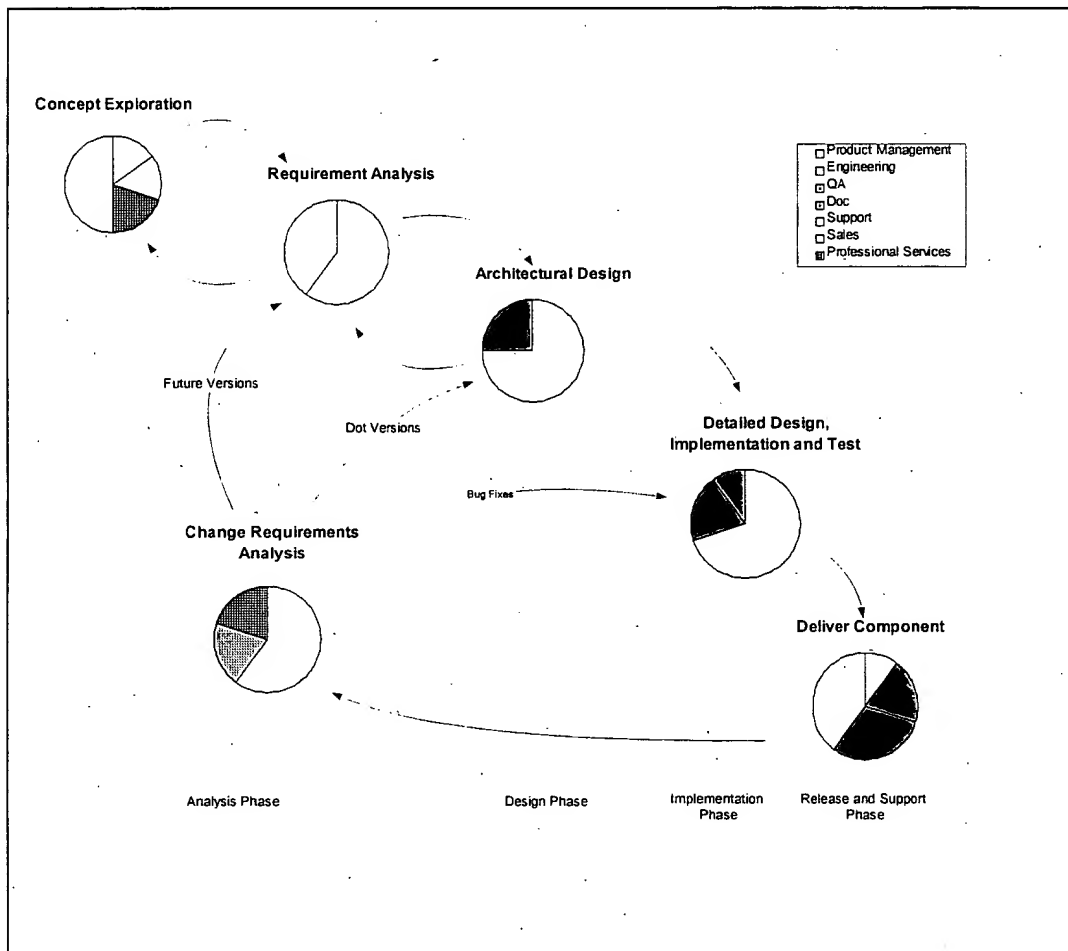 Concept Exploration
Requirement Analysis
Product Management
Engineering
QA
Doc
Support
Sales
Professional Services
Architectural Design
Future Versions
Dot Versions
Detailed Design,
Implementation and Test
Bug Fixes
Change Requirements
Analysis
Deliver Component
Analysis Phase
Design Phase
Implementation
Phase
Release and Support
Phase